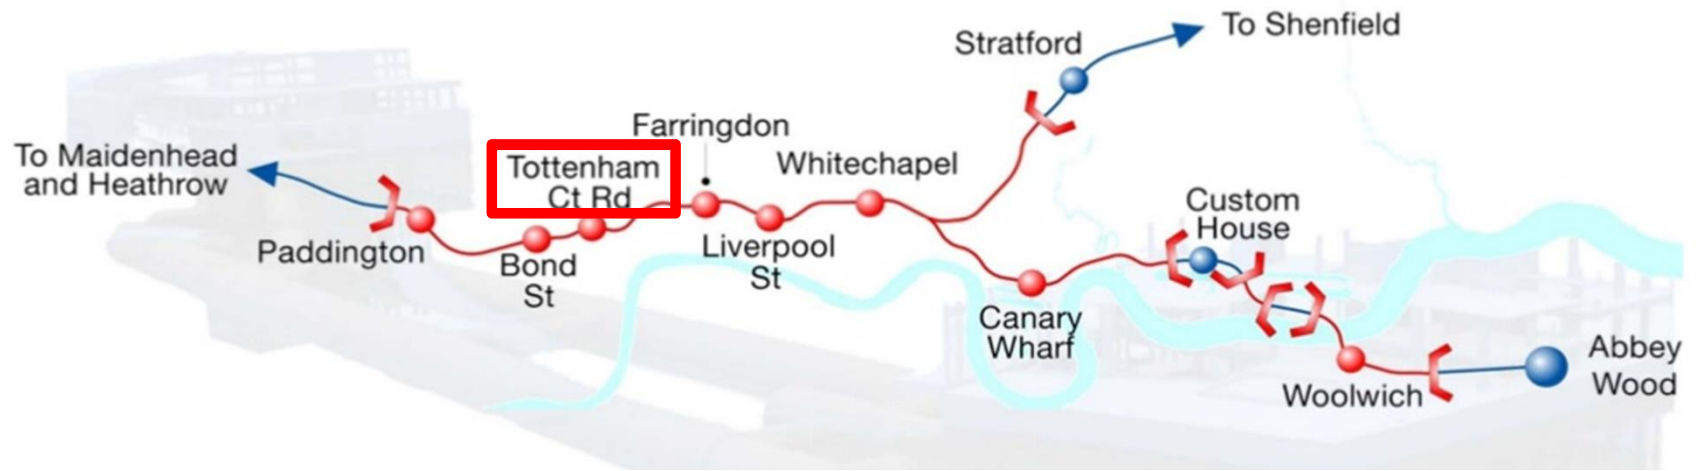 To Maidenhead
and Heathrow
Paddington
Bond
St
Tottenham
Ct Rd
Farringdon
Liverpool
St
Whitechapel
Stratford
To Shenfield
Canary
Wharf
Custom
House
Woolwich
Abbey
Wood